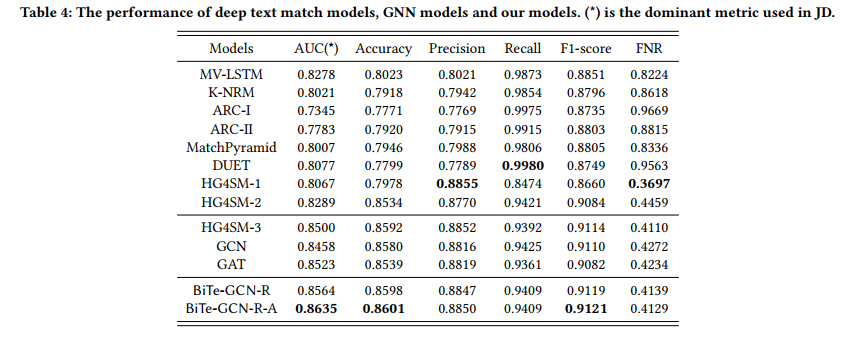 Table 4: The performance of deep text match models, GNN models and our models. (*) is the dominant metric used in JD.
Models AUC(*) Accuracy Precision Recall F1-score FNR
MV-LSTM 0.8278 0.8023 0.8021 0.9873 0.8851 0.8224
K-NRM 0.8021 0.7918 0.7942 0.9854 0.8796 0.8618
ARC-I 0.7345 0.7771 0.7769 0.9975 0.8735 0.9669
ARC-II 0.7783 0.7920 0.7915 0.9915 0.8803 0.8815
MatchPyramid 0.8007 0.7946 0.7988 0.9806 0.8805 0.8336
DUET 0.8077 0.7799 0.7789 0.9980 0.8749 0.9563
HG4SM-1 0.8067 0.7978 0.8855 0.8474 0.8660 0.3697
HG4SM-2 0.8289 0.8534 0.8770 0.9421 0.9084 0.4459
HG4SM-3 0.8500 0.8592 0.8852 0.9392 0.9114 0.4110
GCN 0.8458 0.8580 0.8816 0.9425 0.9110 0.4272
GAT 0.8523 0.8539 0.8819 0.9361 0.9082 0.4234
BiTe-GCN-R 0.8564 0.8598 0.8847 0.9409 0.9119 0.4139
BiTe-GCN-R-A 0.8635 0.8601 0.8850 0.9409 0.9121 0.4129